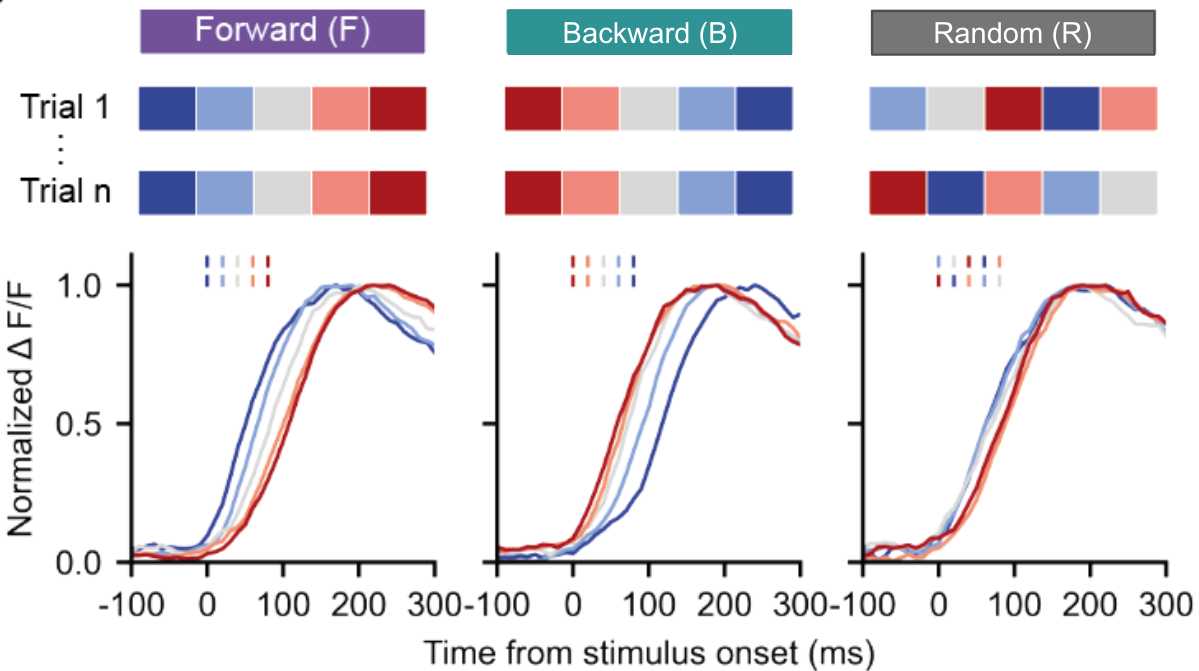 Forward (F)
Backward (B)
Random (R)
Trial 1
⋮
Trial n
Normalized Δ F/F
1.0
0.5
0.0
-100 0 100 200 300
-100 0 100 200 300
-100 0 100 200 300
Time from stimulus onset (ms)